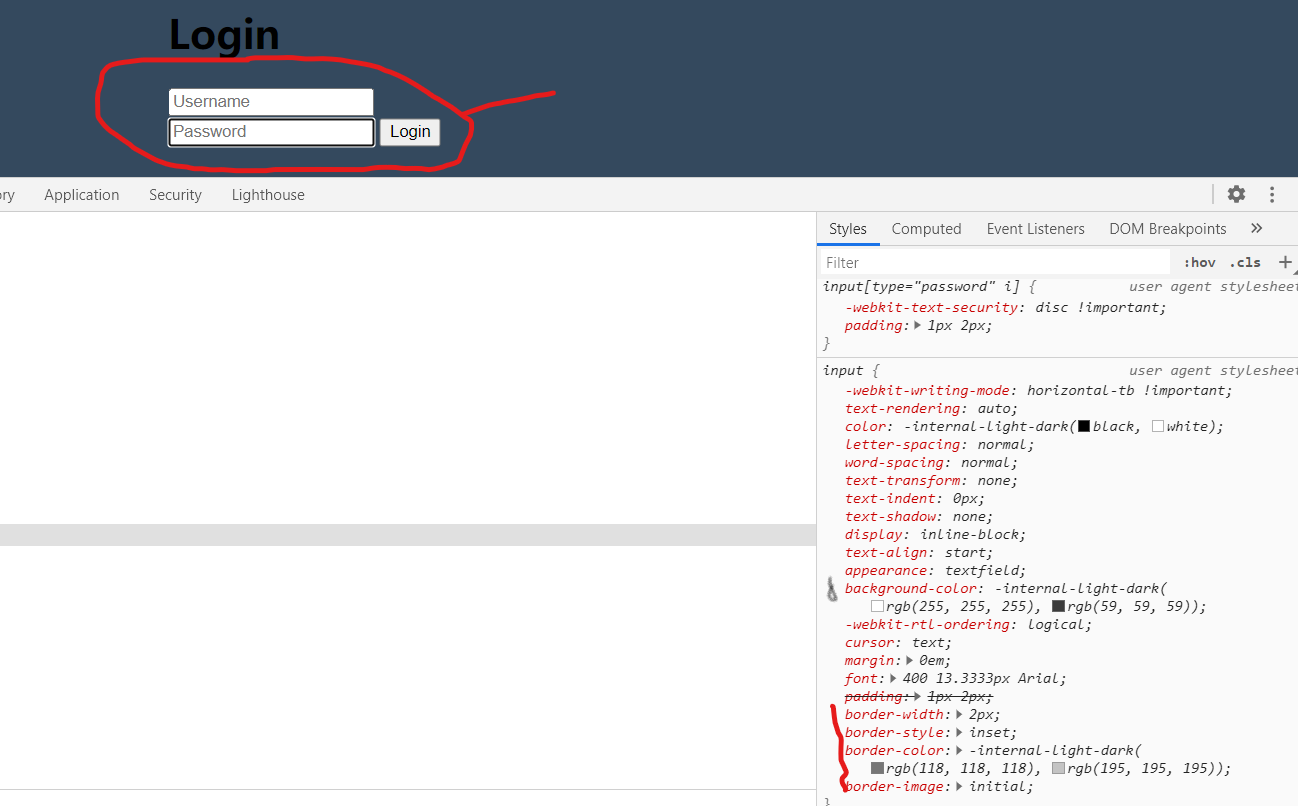 Login
Username
Password Login
ory Application Security Lighthouse
Styles Computed Event Listeners DOM Breakpoints »
Filter :hov .cls +
input[type="password" i] { user agent stylesheet
-webkit-text-security: disc !important;
padding: 1px 2px;
}
input { user agent stylesheet
-webkit-writing-mode: horizontal-tb !important;
text-rendering: auto;
color: -internal-light-dark(black, white);
letter-spacing: normal;
word-spacing: normal;
text-transform: none;
text-indent: 0px;
text-shadow: none;
display: inline-block;
text-align: start;
appearance: textfield;
background-color: -internal-light-dark(
rgb(255, 255, 255), rgb(59, 59, 59));
-webkit-rtl-ordering: logical;
cursor: text;
margin: 0em;
font: 400 13.3333px Arial;
padding: 1px 2px;
border-width: 2px;
border-style: inset;
border-color: -internal-light-dark(
rgb(118, 118, 118), rgb(195, 195, 195));
border-image: initial;
}